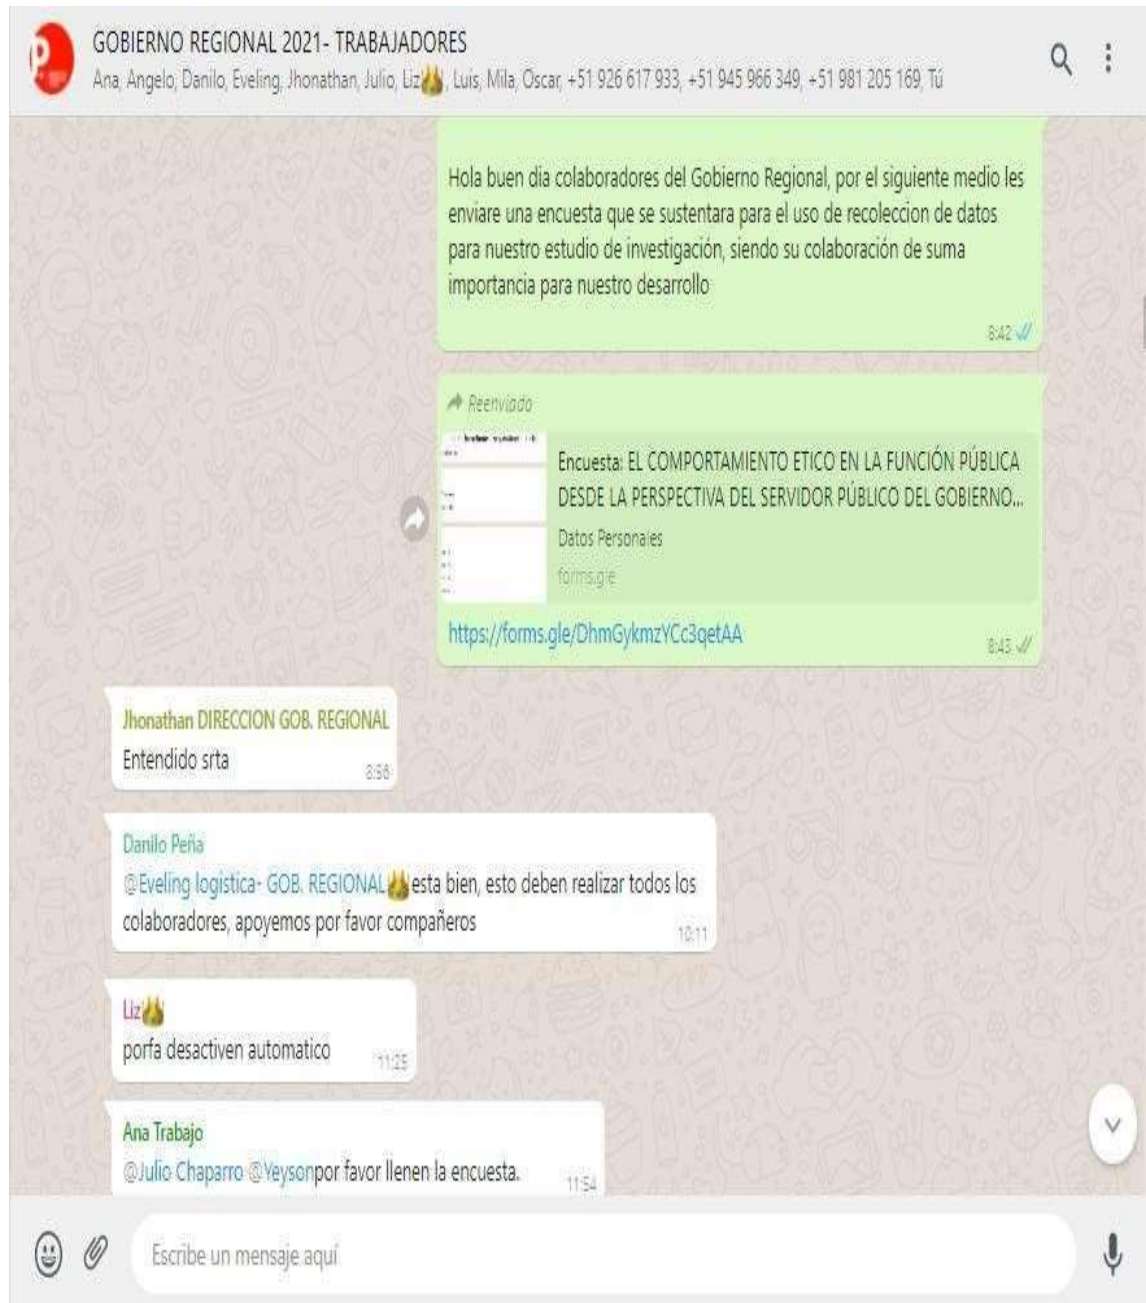 GOBIERNO REGIONAL 2021- TRABAJADORES
Ana, Angelo, Danilo, Eveling, Jhonathan, Julio, Liz, Luis, Mila, Oscar, +51 926 617 933, +51 945 966 349, +51 981 205 169, Tú
Hola buen dia colaboradores del Gobierno Regional, por el siguiente medio les
enviare una encuesta que se sustentara para el uso de recoleccion de datos
para nuestro estudio de investigación, siendo su colaboración de suma
importancia para nuestro desarrollo
8:42
Reenviado
Encuesta: EL COMPORTAMIENTO ETICO EN LA FUNCIÓN PÚBLICA
DESDE LA PERSPECTIVA DEL SERVIDOR PÚBLICO DEL GOBIERNO...
Datos Personales
forms.gle
https://forms.gle/DhmGykmzYCc3qetAA
8:43
Jhonathan DIRECCION GOB. REGIONAL
Entendido srta
8:56
Danilo Peña
@Eveling logistica- GOB. REGIONAL esta bien, esto deben realizar todos los
colaboradores, apoyemos por favor compañeros
10:11
Liz
porfa desactiven automatico
11:25
Ana Trabajo
@Julio Chaparro @Yeysonpor favor llenen la encuesta.
11:54
Escribe un mensaje aquí